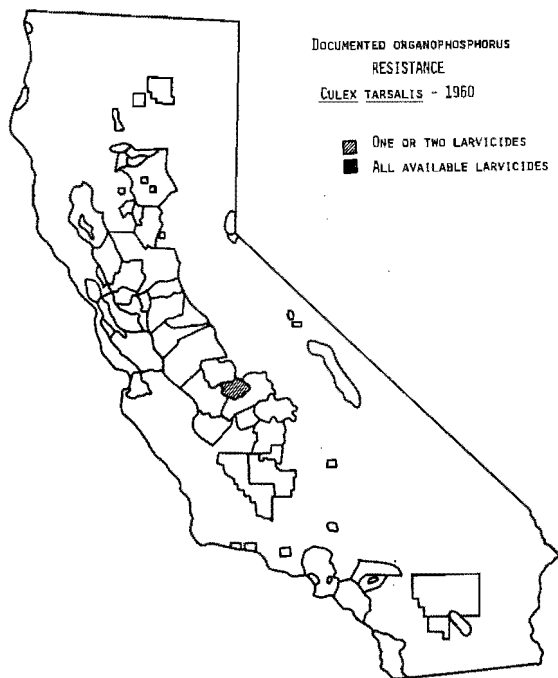 DOCUMENTED ORGANOPHOSPHORUS
RESISTANCE
CULEX TARSALIS - 1960
ONE OR TWO LARVICIDES
ALL AVAILABLE LARVICIDES